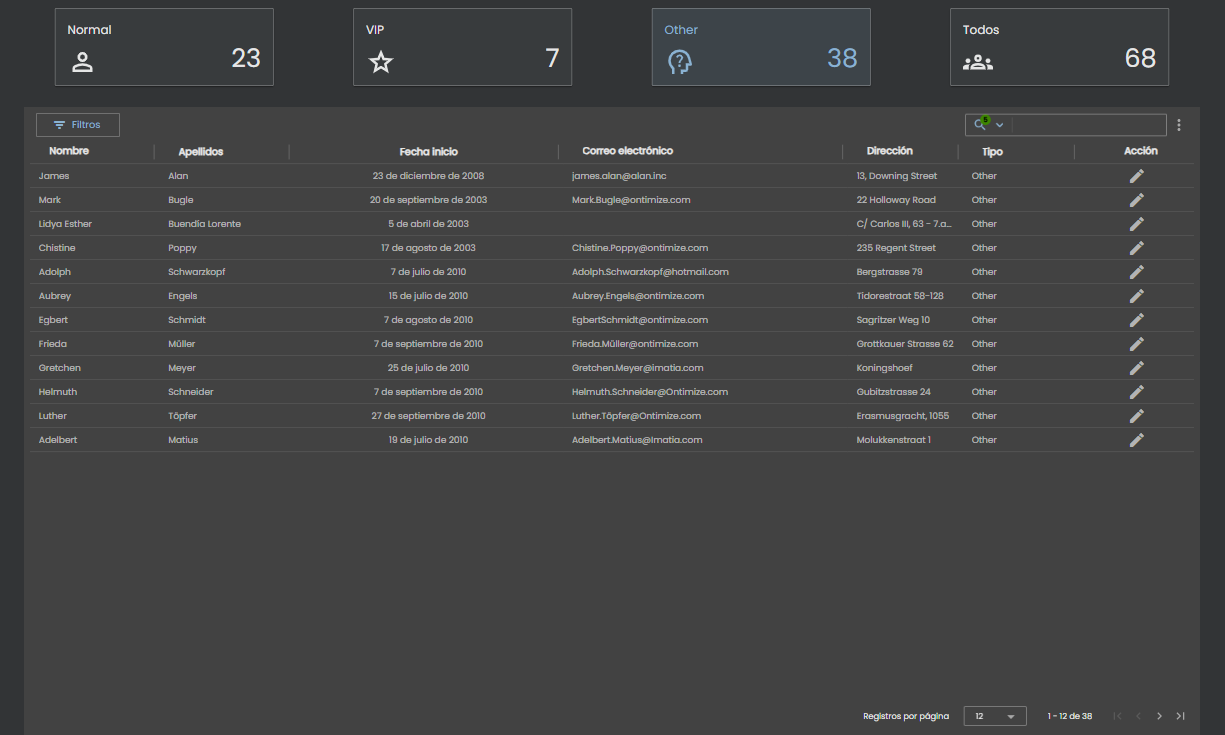 Normal
23
VIP
7
Other
38
Todos
68
Filtros
5
Nombre Apellidos Fecha inicio Correo electrónico Dirección Tipo Acción
James Alan 23 de diciembre de 2008 james.alan@alan.inc 13, Downing Street Other
Mark Bugle 20 de septiembre de 2003 Mark.Bugle@ontimize.com 22 Holloway Road Other
Lidya Esther Buendía Lorente 5 de abril de 2003 C/ Carlos III, 63 - 7.a... Other
Chistine Poppy 17 de agosto de 2003 Chistine.Poppy@ontimize.com 235 Regent Street Other
Adolph Schwarzkopf 7 de julio de 2010 Adolph.Schwarzkopf@hotmail.com Bergstrasse 79 Other
Aubrey Engels 15 de julio de 2010 Aubrey.Engels@ontimize.com Tidorestraat 58-128 Other
Egbert Schmidt 7 de agosto de 2010 EgbertSchmidt@ontimize.com Sagritzer Weg 10 Other
Frieda Müller 7 de septiembre de 2010 Frieda.Müller@ontimize.com Grottkauer Strasse 62 Other
Gretchen Meyer 25 de julio de 2010 Gretchen.Meyer@imatia.com Koningshoef Other
Helmuth Schneider 7 de septiembre de 2010 Helmuth.Schneider@Ontimize.com Gubitzstrasse 24 Other
Luther Töpfer 27 de septiembre de 2010 Luther.Töpfer@Ontimize.com Erasmusgracht, 1055 Other
Adelbert Matius 19 de julio de 2010 Adelbert.Matius@Imatia.com Molukkenstraat 1 Other
Registros por página 12 1 - 12 de 38